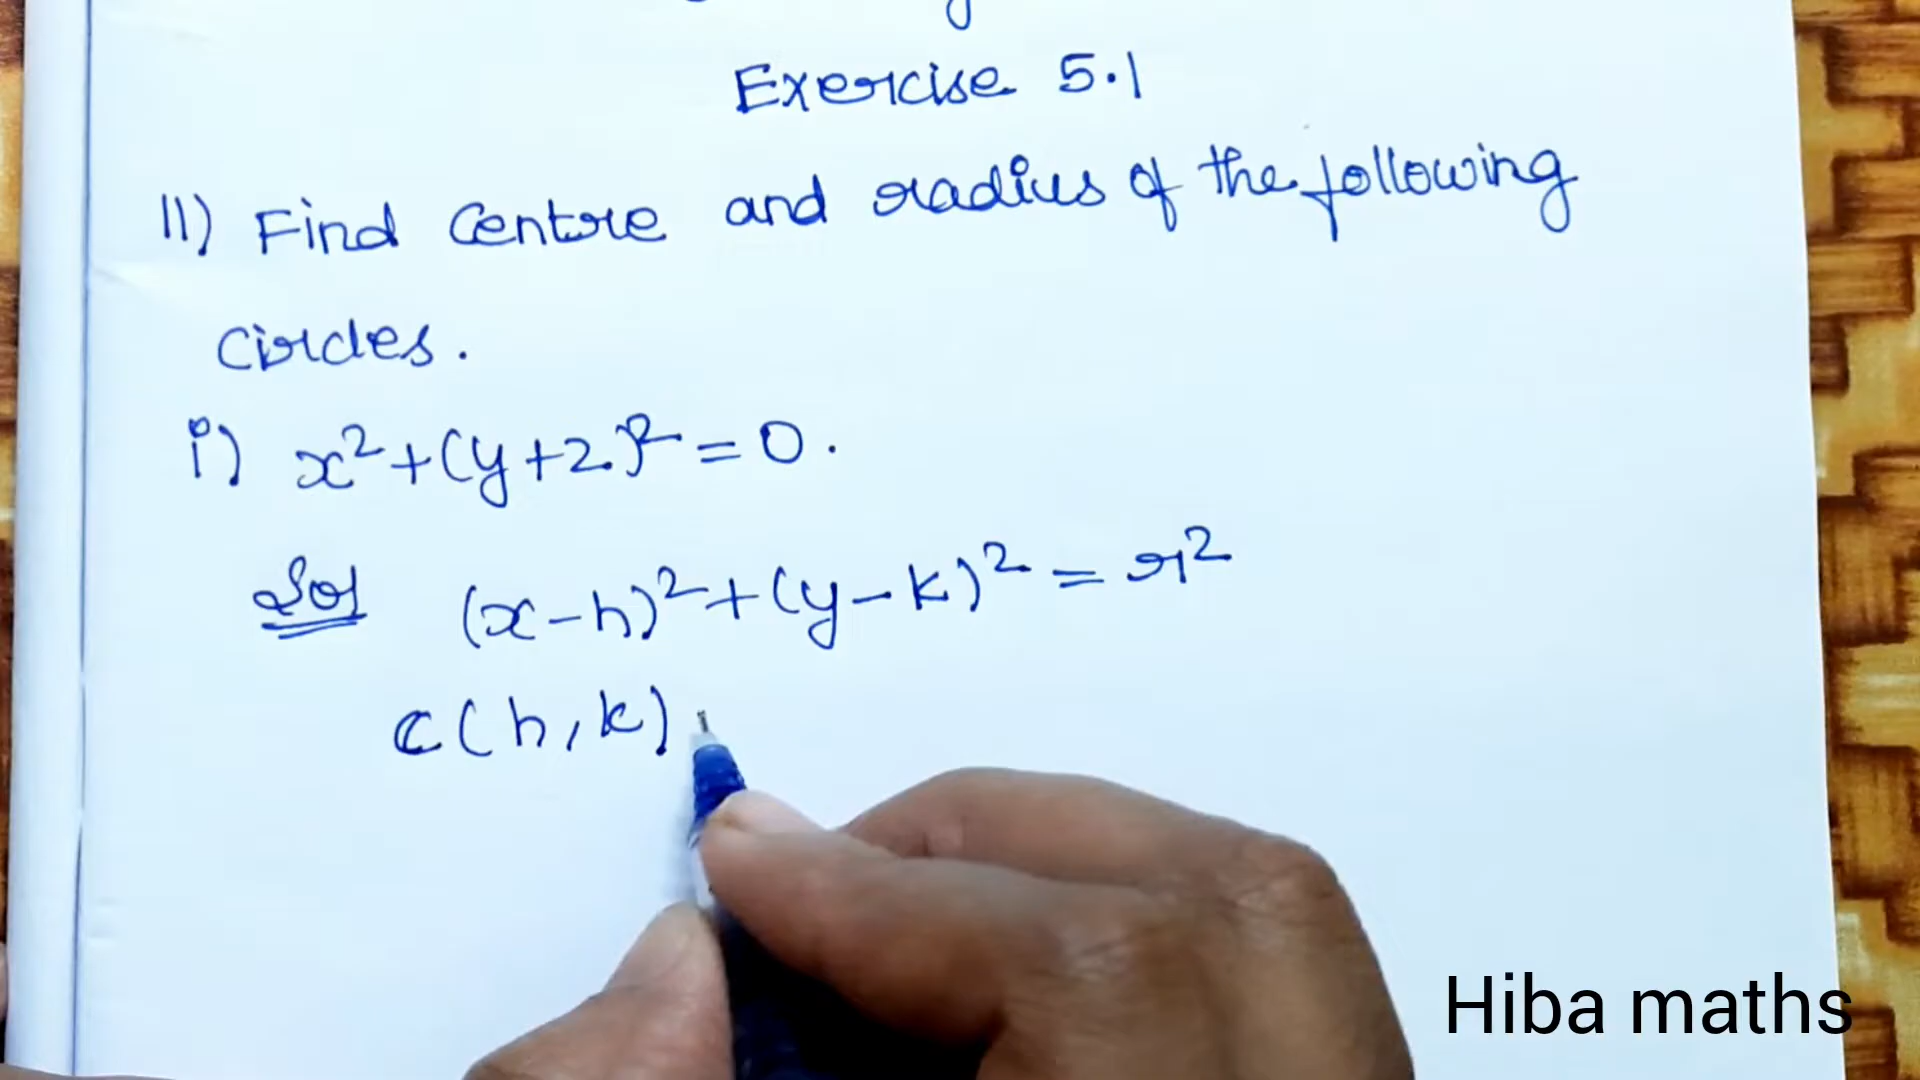 Exercise 5.1
11) Find Centre and radius of the following
Circles.
i) x²+(y+2)²=0.
Sol (x-h)²+(y-k)²=r²
C(h,k)
Hiba maths